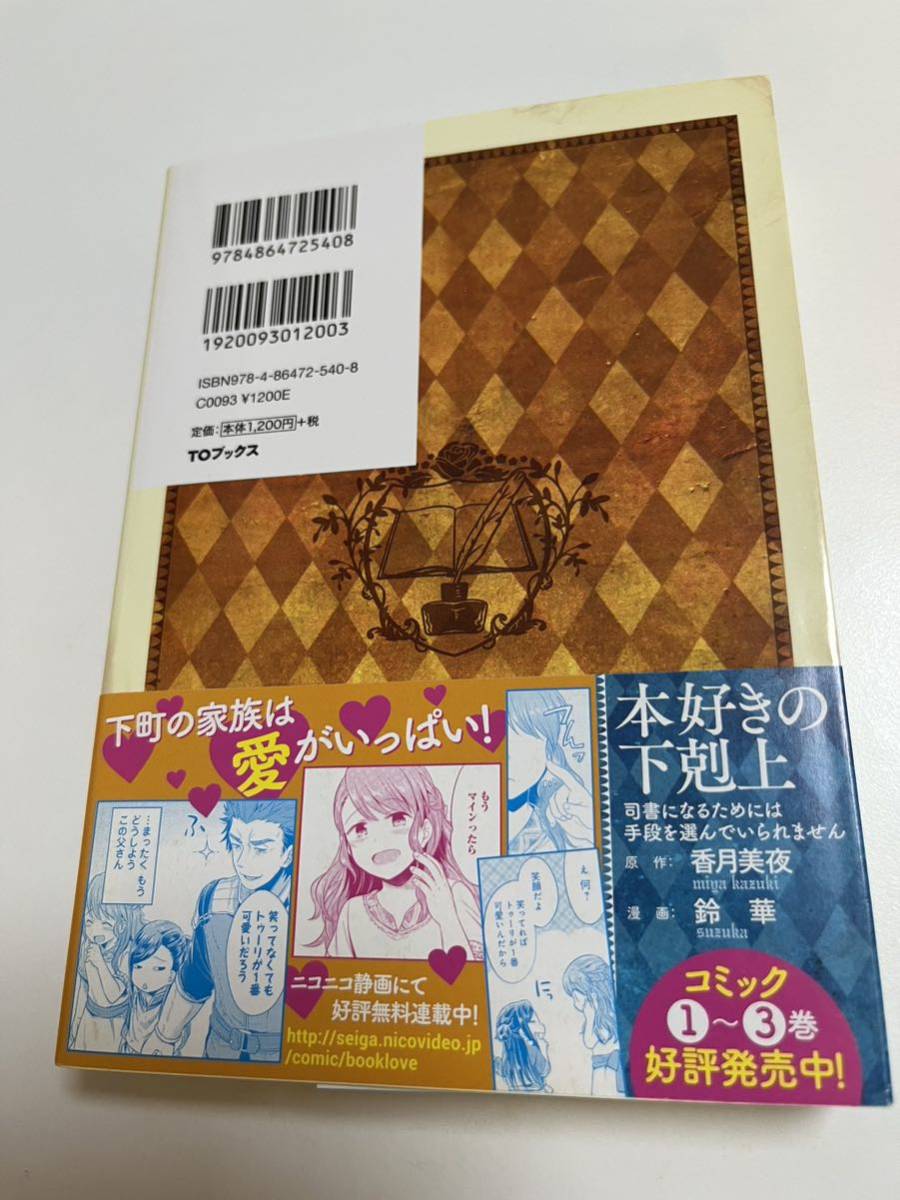 9784864725408
1920093012003
ISBN978-4-86472-540-8
C0093 ¥1200E
定価：本体1,200円+税
TOブックス
下町の家族は
愛がいっぱい！
…まったく もう
どうしよう
この父さん
ふっ
笑ってなくても
トゥーリが１番
可愛いだろう
もう
マインったら
え 何？
笑顔だよ
笑ってれば
トゥーリが１番
可愛いんだから
にっ
ニコニコ静画にて
好評無料連載中！
http://seiga.nicovideo.jp
/comic/booklove
本好きの
下剋上
司書になるためには
手段を選んでいられません
原作：香月美夜
miya kazuki
漫画：鈴華
suzuka
コミック
1～3巻
好評発売中！